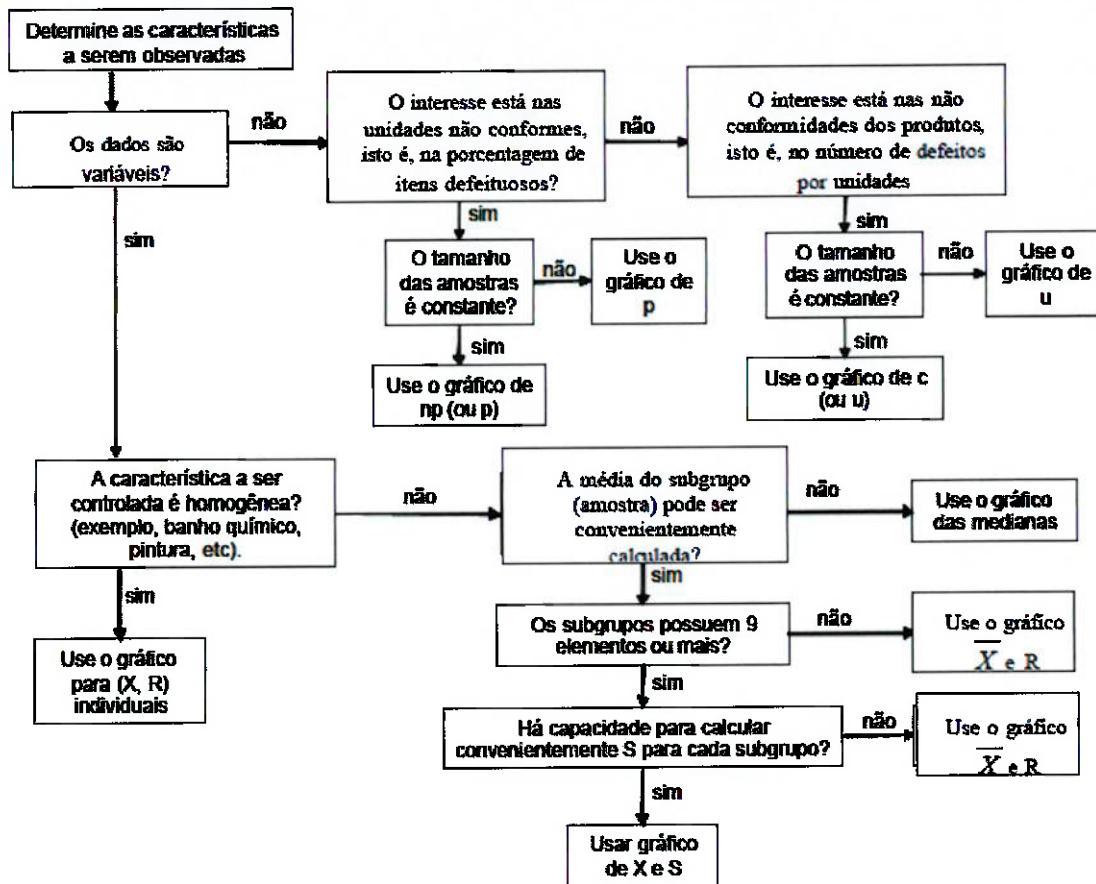 Determine as características
a serem observadas
Os dados são
variáveis?
não
O interesse está nas
unidades não conformes,
isto é, na porcentagem de
itens defeituosos?
não
O interesse está nas não
conformidades dos produtos,
isto é, no número de defeitos
por unidades
sim
sim
sim
O tamanho
das amostras
é constante?
não
Use o
gráfico de
p
O tamanho
das amostras
é constante?
não
Use o
gráfico de
u
sim
sim
Use o gráfico de
np (ou p)
Use o gráfico de c
(ou u)
A característica a ser
controlada é homogênea?
(exemplo, banho químico,
pintura, etc).
não
A média do subgrupo
(amostra) pode ser
convenientemente
calculada?
não
Use o gráfico
das medianas
sim
sim
Os subgrupos possuem 9
elementos ou mais?
não
Use o gráfico
X̅ e R
Use o gráfico
para (X, R)
individuais
sim
Há capacidade para calcular
convenientemente S para cada subgrupo?
não
Use o gráfico
X̅ e R
sim
Usar gráfico
de X e S